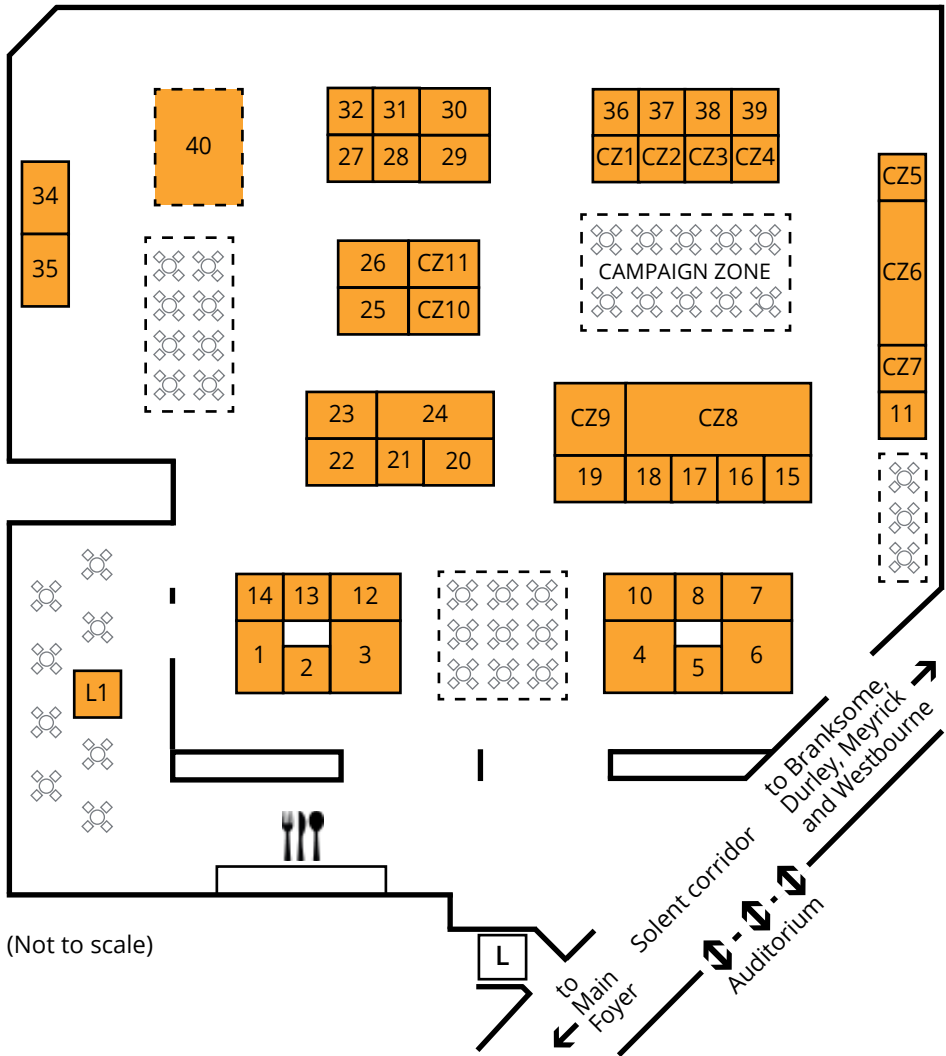 32 31 30
36 37 38 39
40
27 28 29
CZ1 CZ2 CZ3 CZ4
34
CZ5
35
26 CZ11
CAMPAIGN ZONE
CZ6
25 CZ10
CZ7
23 24
CZ9 CZ8
11
22 21 20
19 18 17 16 15
14 13 12
10 8 7
1 2 3
4 5 6
L1
to Branksome,
Durley, Meyrick
and Westbourne
Solent corridor
Auditorium
(Not to scale)
L
to
Main
Foyer